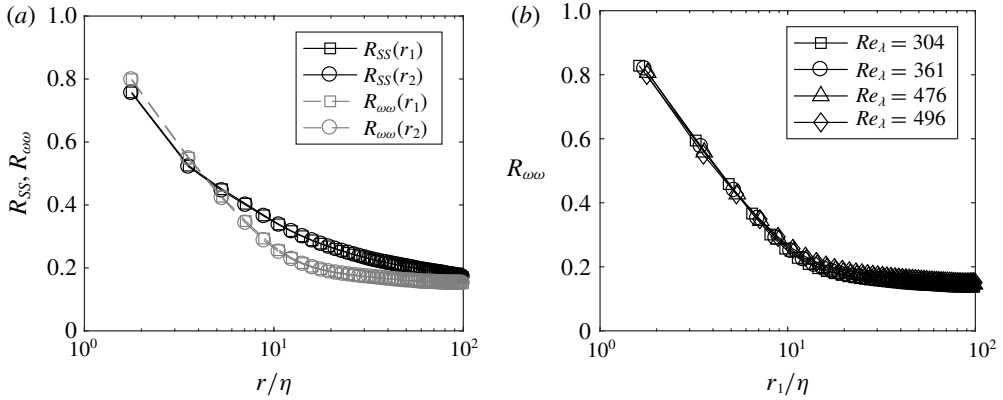 (a)
1.0
0.8
0.6
0.4
0.2
0
R_SS, R_ωω
10^0
10^1
10^2
r/η
R_SS(r_1)
R_SS(r_2)
R_ωω(r_1)
R_ωω(r_2)
(b)
1.0
0.8
0.6
0.4
0.2
0
R_ωω
10^0
10^1
10^2
r_1/η
Re_λ = 304
Re_λ = 361
Re_λ = 476
Re_λ = 496